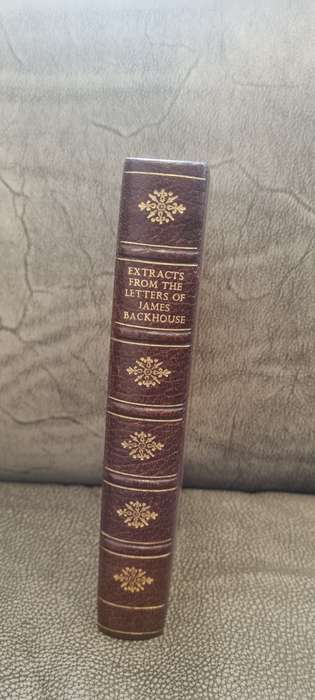 EXTRACTS
FROM THE
LETTERS OF
JAMES
BACKHOUSE